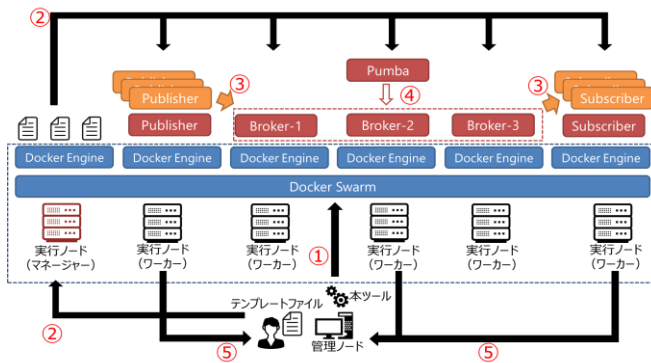 ②
Pumba
Publisher
③
④
③
Subscriber
Publisher
Broker-1
Broker-2
Broker-3
Subscriber
Docker Engine
Docker Engine
Docker Engine
Docker Engine
Docker Engine
Docker Engine
Docker Swarm
実行ノード
(マネージャー)
実行ノード
(ワーカー)
実行ノード
(ワーカー)
実行ノード
(ワーカー)
実行ノード
(ワーカー)
実行ノード
(ワーカー)
①
テンプレートファイル
本ツール
②
⑤
管理ノード
⑤